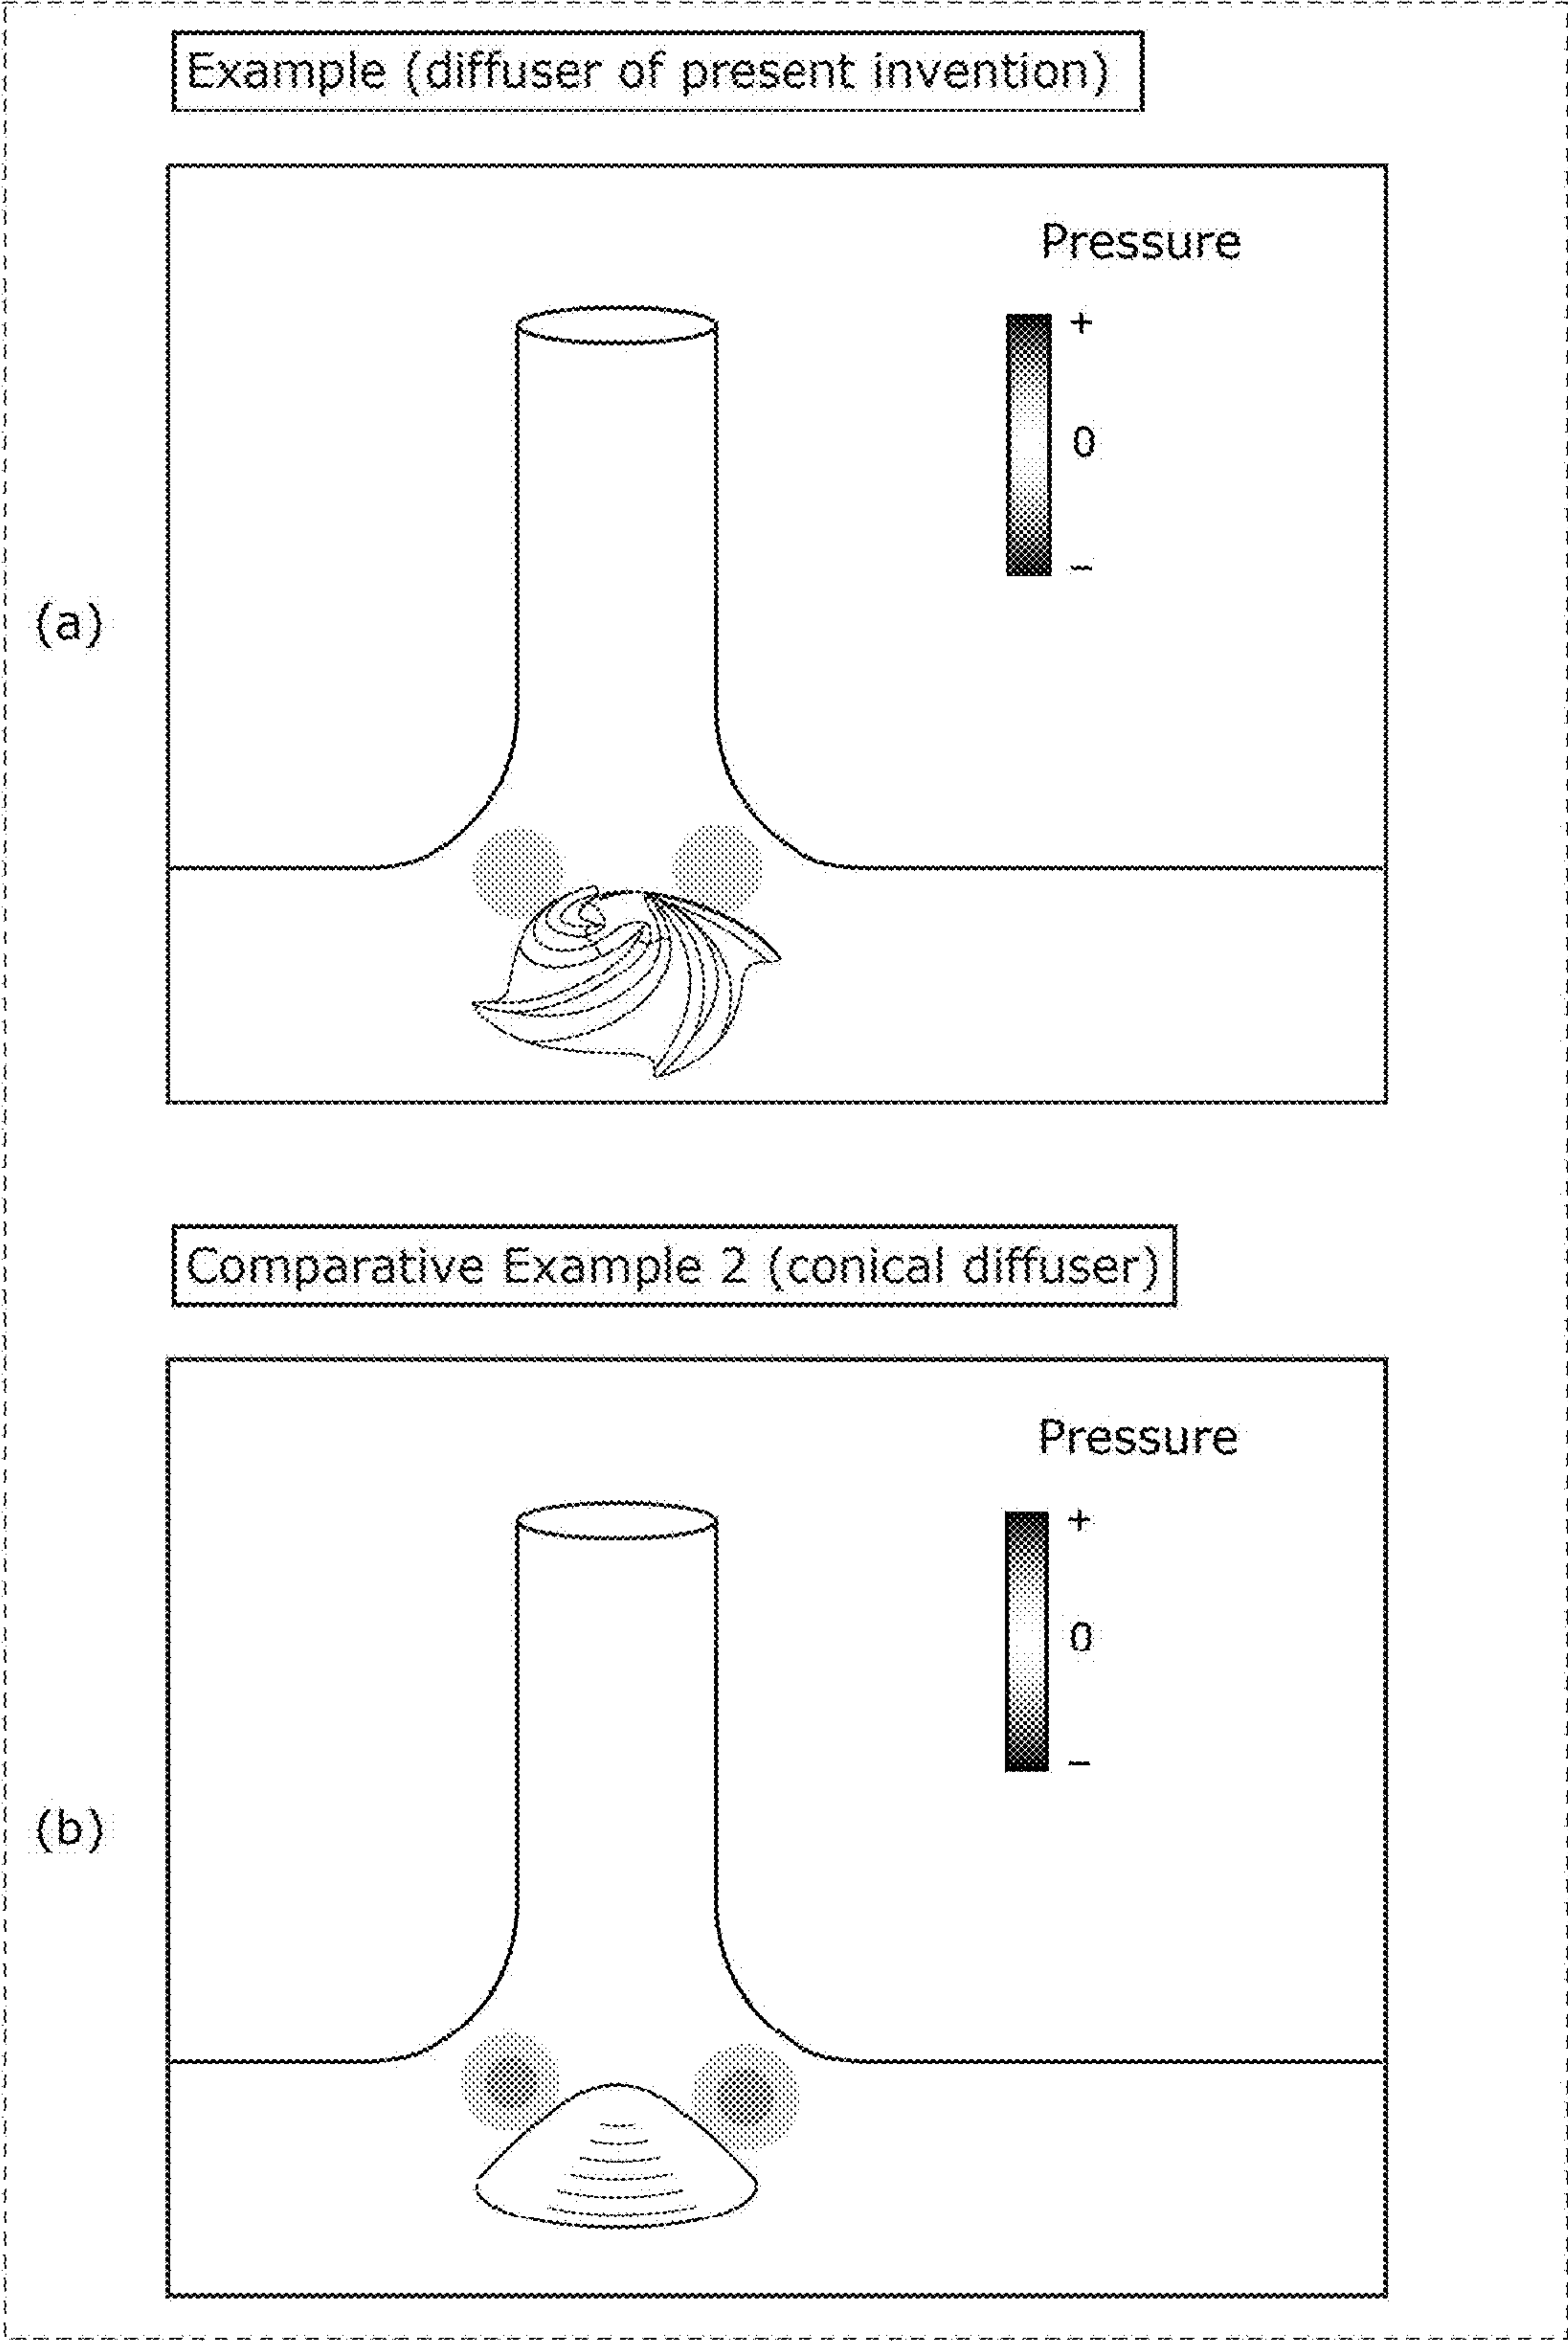 Example (diffuser of present invention)
Pressure
+
0
−
(a)
Comparative Example 2 (conical diffuser)
Pressure
+
0
−
(b)